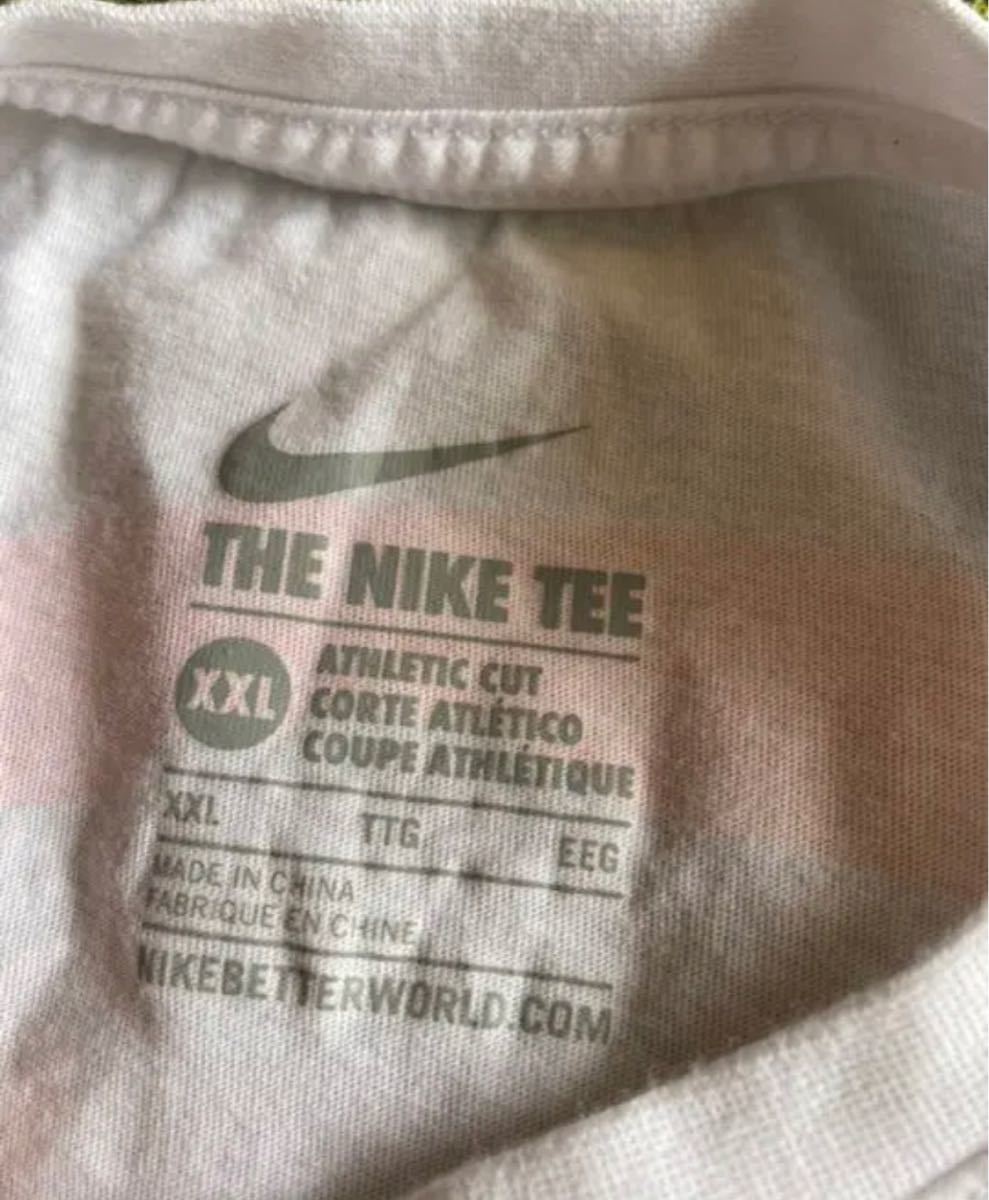 THE NIKE TEE
XXL
ATHLETIC CUT
CORTE ATLÉTICO
COUPE ATHLÉTIQUE
XXL TTG EEG
MADE IN CHINA
FABRIQUE EN CHINE
NIKEBETTERWORLD.COM